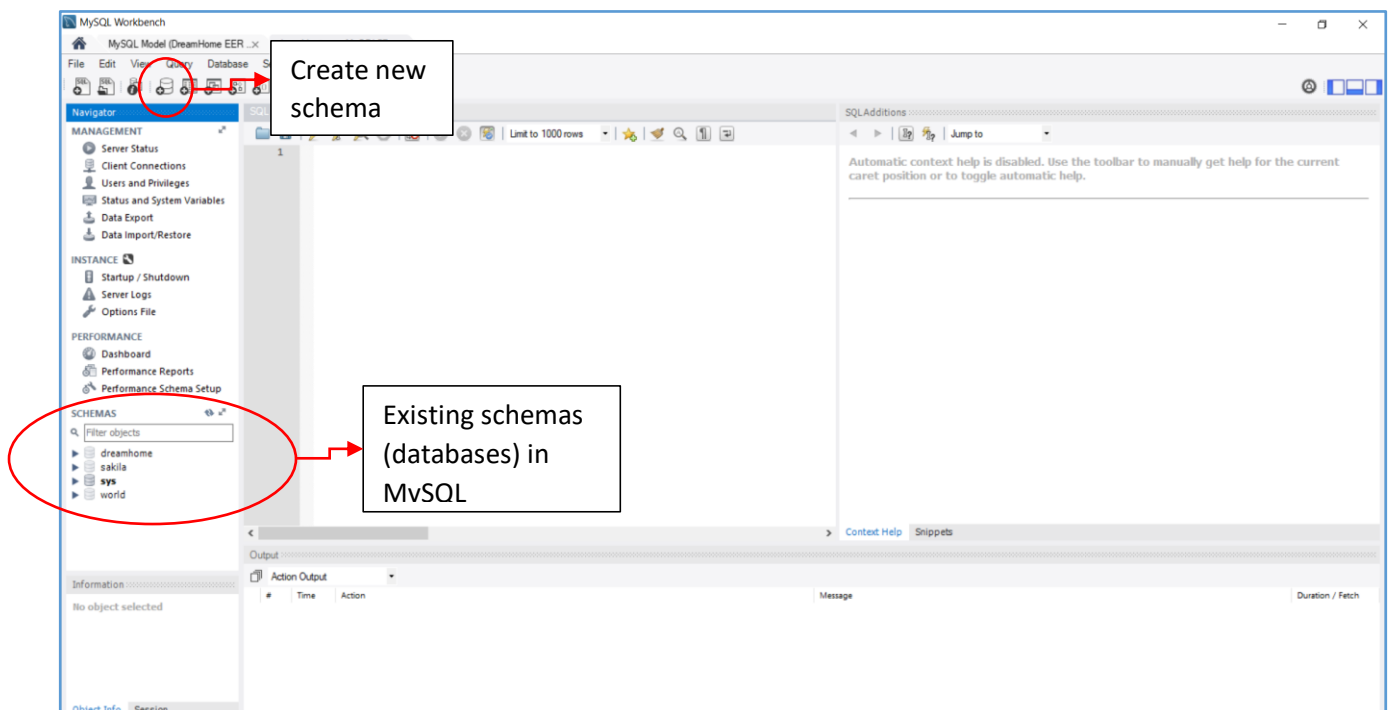 MySQL Workbench
MySQL Model (DreamHome EER ..×
File Edit View Query Database
Create new
schema
Navigator
SQLAdditions
MANAGEMENT
Limit to 1000 rows
Jump to
Server Status
1
Client Connections
Automatic context help is disabled. Use the toolbar to manually get help for the current
caret position or to toggle automatic help.
Users and Privileges
Status and System Variables
Data Export
Data Import/Restore
INSTANCE
Startup / Shutdown
Server Logs
Options File
PERFORMANCE
Dashboard
Performance Reports
Performance Schema Setup
SCHEMAS
Filter objects
dreamhome
sakila
sys
world
Existing schemas
(databases) in
MySQL
Context Help Snippets
Output
Information
Action Output
No object selected
# Time Action Message Duration / Fetch
Object Info Session